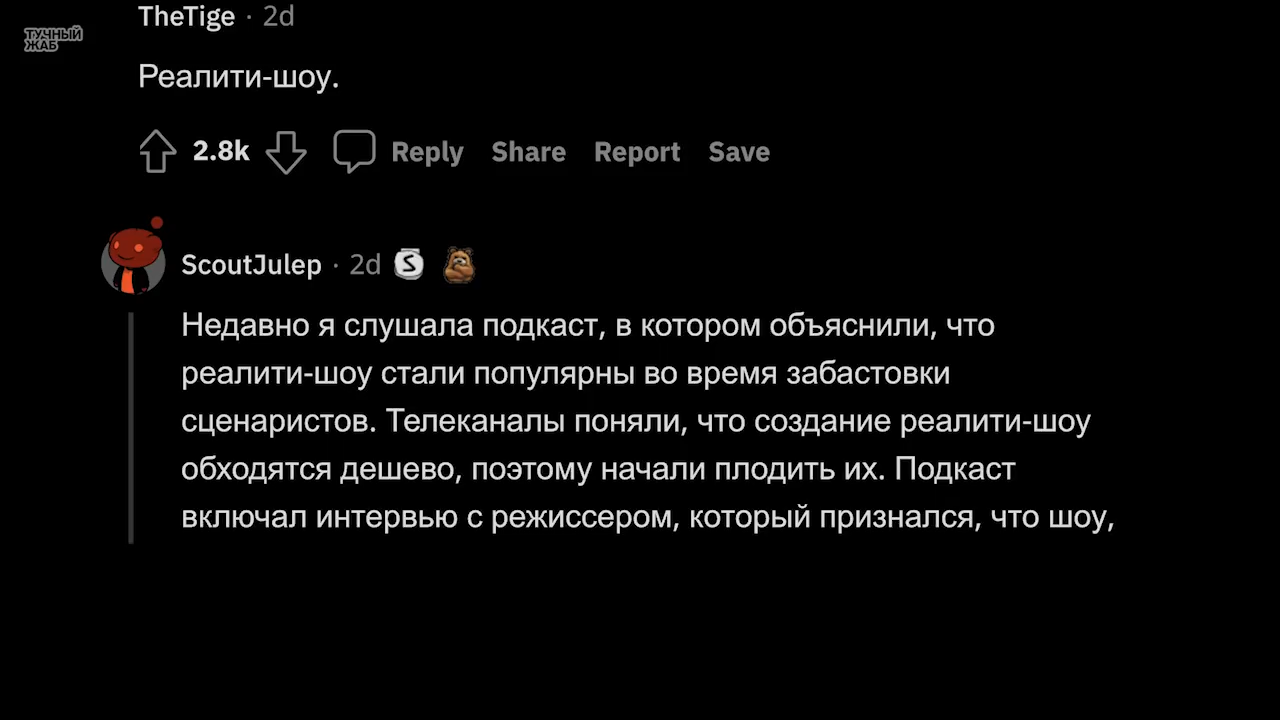 ТУЧНЫЙ
ЖАБ
TheTige · 2d
Реалити-шоу.
2.8k Reply Share Report Save
ScoutJulep · 2d S
Недавно я слушала подкаст, в котором объяснили, что
реалити-шоу стали популярны во время забастовки
сценаристов. Телеканалы поняли, что создание реалити-шоу
обходятся дешево, поэтому начали плодить их. Подкаст
включал интервью с режиссером, который признался, что шоу,